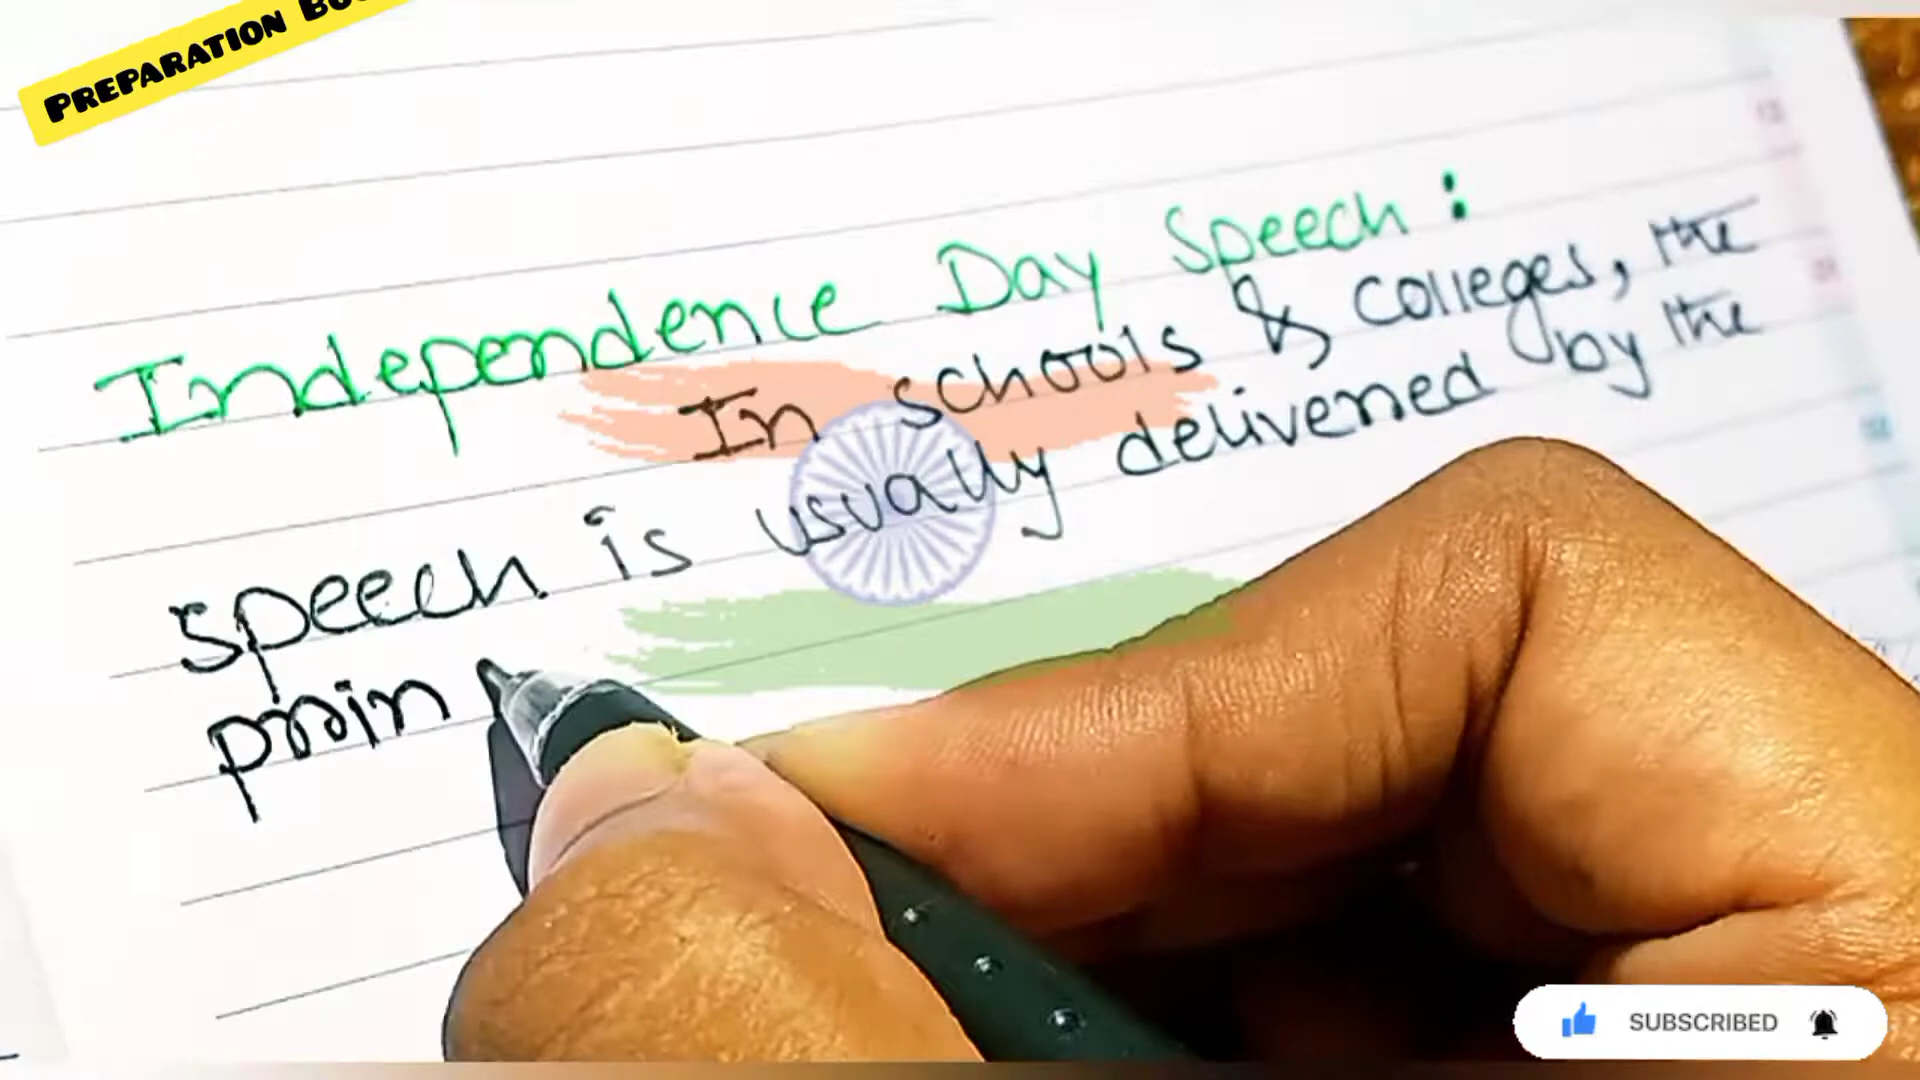 PREPARATION
Independence Day Speech :
In schools & colleges, the
speech is usually delivered by the
prin
SUBSCRIBED